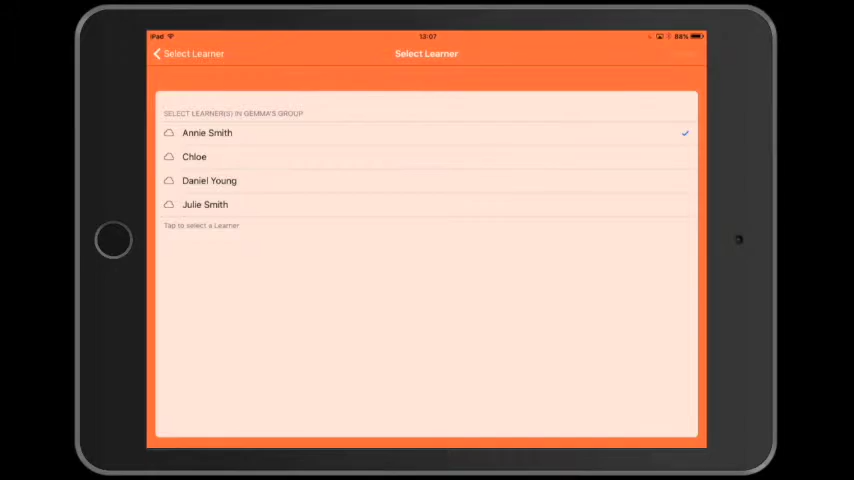 iPad 13:07 88%
Select Learner Select Learner
SELECT LEARNER(S) IN GEMMA'S GROUP
Annie Smith
Chloe
Daniel Young
Julie Smith
Tap to select a Learner